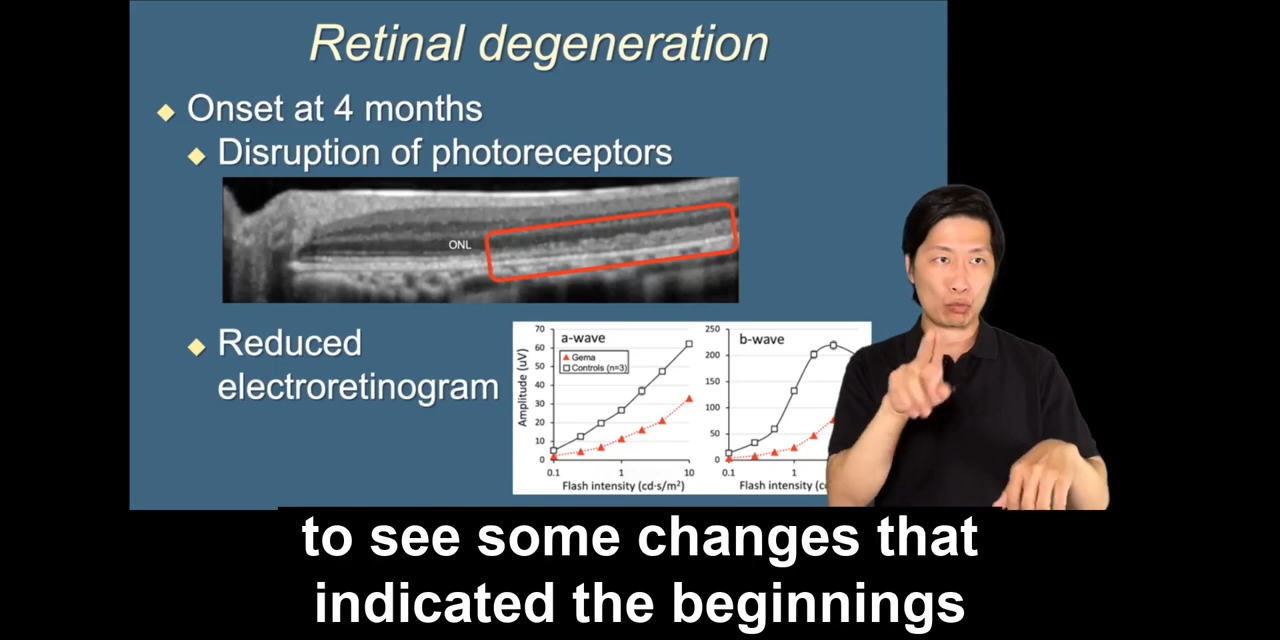 Retinal degeneration
◆ Onset at 4 months
◆ Disruption of photoreceptors
ONL
◆ Reduced
electroretinogram
a-wave
Gema
Controls (n=3)
Amplitude (uV)
70
60
50
40
30
20
10
0
0.1 1 10
Flash intensity (cd·s/m²)
b-wave
250
200
150
100
50
0
0.1 1
Flash intensity (c
to see some changes that
indicated the beginnings